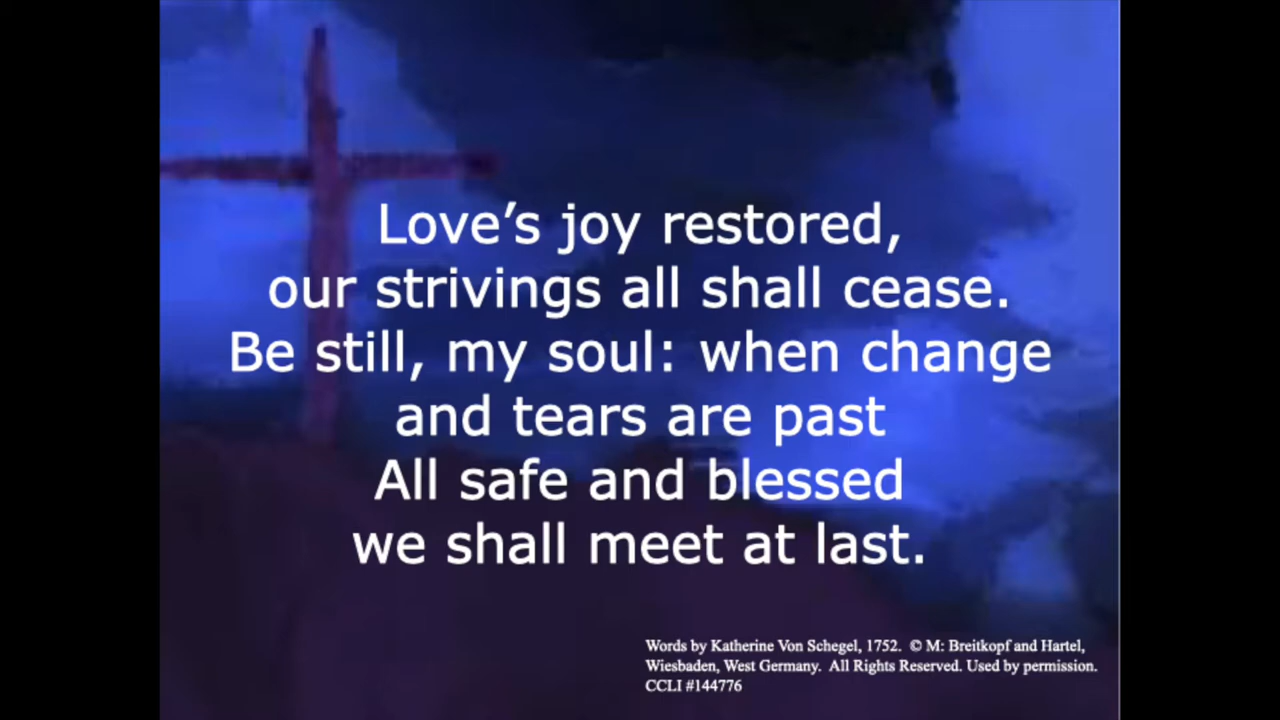 Love’s joy restored,
our strivings all shall cease.
Be still, my soul: when change
and tears are past
All safe and blessed
we shall meet at last.
Words by Katherine Von Schegel, 1752.  © M: Breitkopf and Hartel,
Wiesbaden, West Germany.  All Rights Reserved. Used by permission.
CCLI #144776